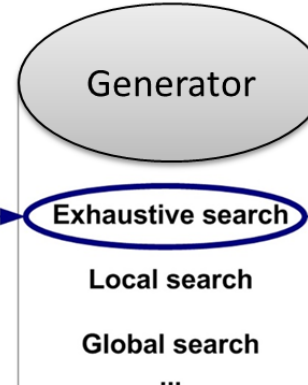 Generator
Exhaustive search
Local search
Global search
...